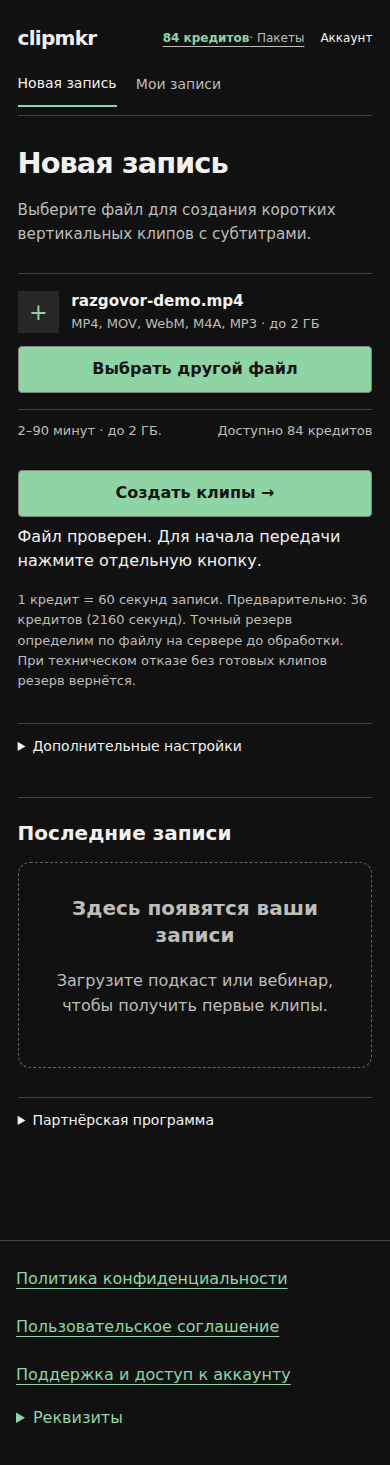 clipmkr
84 кредитов · Пакеты
Аккаунт
Новая запись
Мои записи
Новая запись
Выберите файл для создания коротких
вертикальных клипов с субтитрами.
+
razgovor-demo.mp4
MP4, MOV, WebM, M4A, MP3 · до 2 ГБ
Выбрать другой файл
2–90 минут · до 2 ГБ.
Доступно 84 кредитов
Создать клипы →
Файл проверен. Для начала передачи
нажмите отдельную кнопку.
1 кредит = 60 секунд записи. Предварительно: 36
кредитов (2160 секунд). Точный резерв
определим по файлу на сервере до обработки.
При техническом отказе без готовых клипов
резерв вернётся.
Дополнительные настройки
Последние записи
Здесь появятся ваши
записи
Загрузите подкаст или вебинар,
чтобы получить первые клипы.
Партнёрская программа
Политика конфиденциальности
Пользовательское соглашение
Поддержка и доступ к аккаунту
Реквизиты